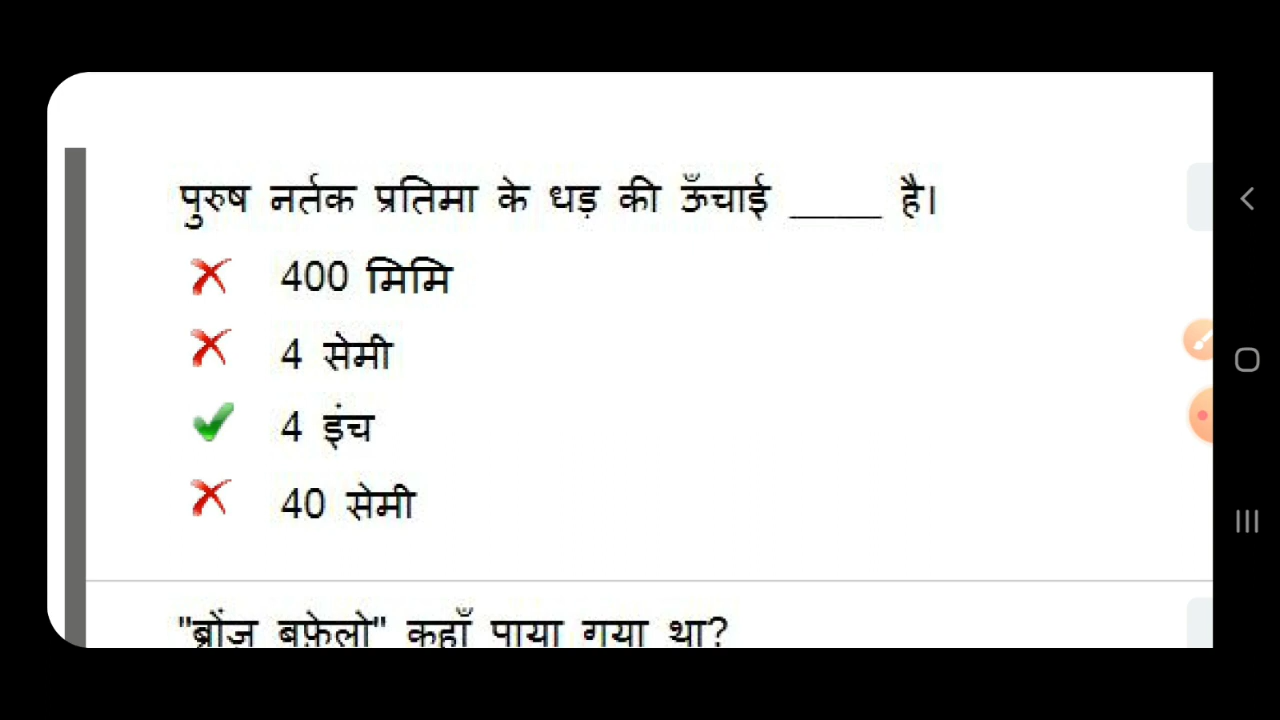 पुरुष नर्तक प्रतिमा के धड़ की ऊँचाई _____ है।
400 मिमि
4 सेमी
4 इंच
40 सेमी
"ब्रोंज़ बफ़ेलो" कहाँ पाया गया था?